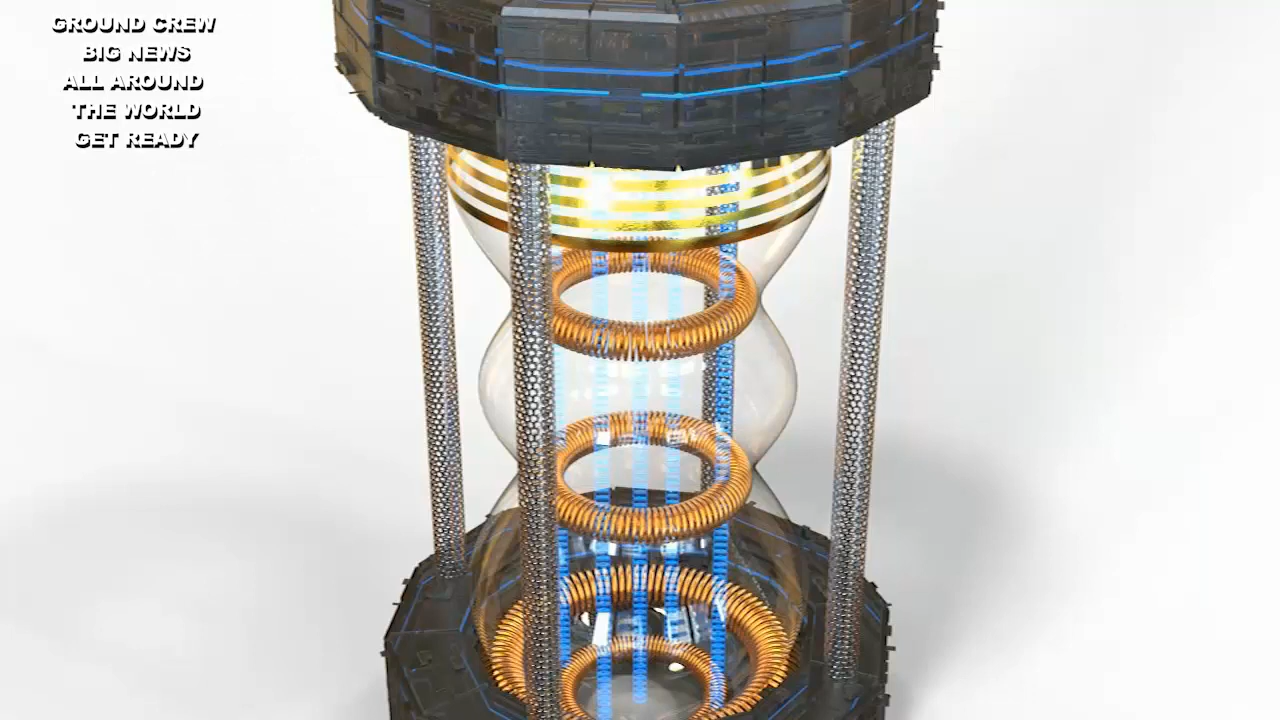 GROUND CREW
BIG NEWS
ALL AROUND
THE WORLD
GET READY